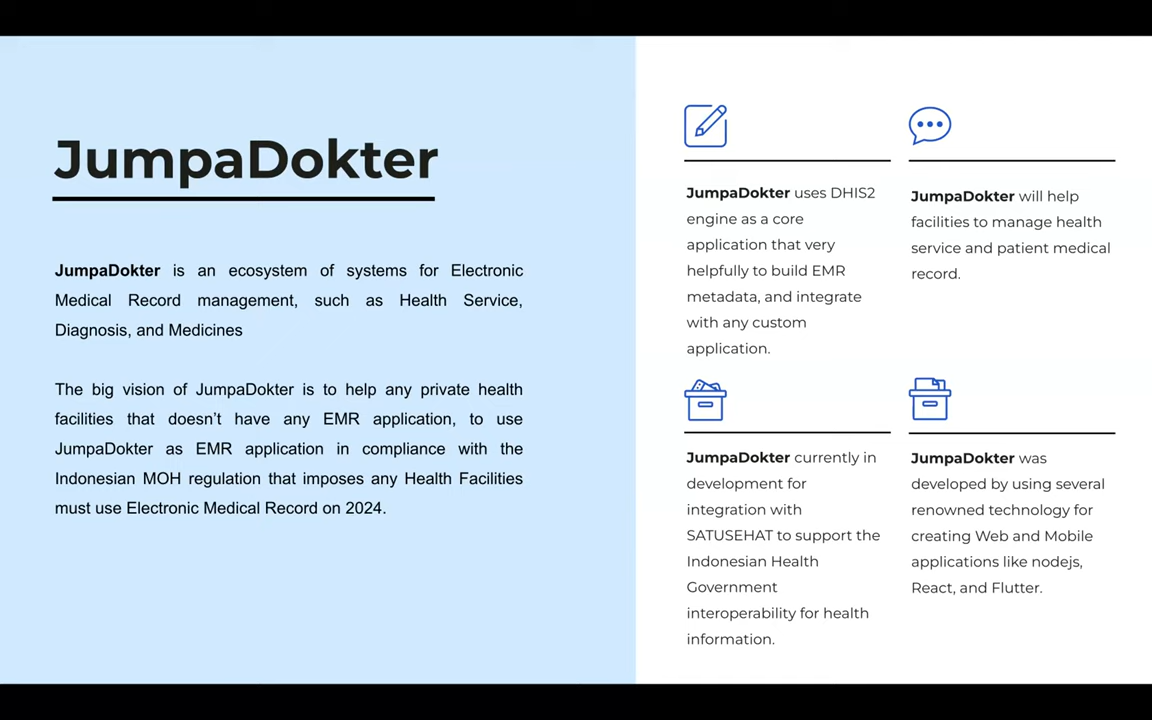 JumpaDokter
JumpaDokter is an ecosystem of systems for Electronic
Medical Record management, such as Health Service,
Diagnosis, and Medicines
The big vision of JumpaDokter is to help any private health
facilities that doesn’t have any EMR application, to use
JumpaDokter as EMR application in compliance with the
Indonesian MOH regulation that imposes any Health Facilities
must use Electronic Medical Record on 2024.
JumpaDokter uses DHIS2
engine as a core
application that very
helpfully to build EMR
metadata, and integrate
with any custom
application.
JumpaDokter will help
facilities to manage health
service and patient medical
record.
JumpaDokter currently in
development for
integration with
SATUSEHAT to support the
Indonesian Health
Government
interoperability for health
information.
JumpaDokter was
developed by using several
renowned technology for
creating Web and Mobile
applications like nodejs,
React, and Flutter.